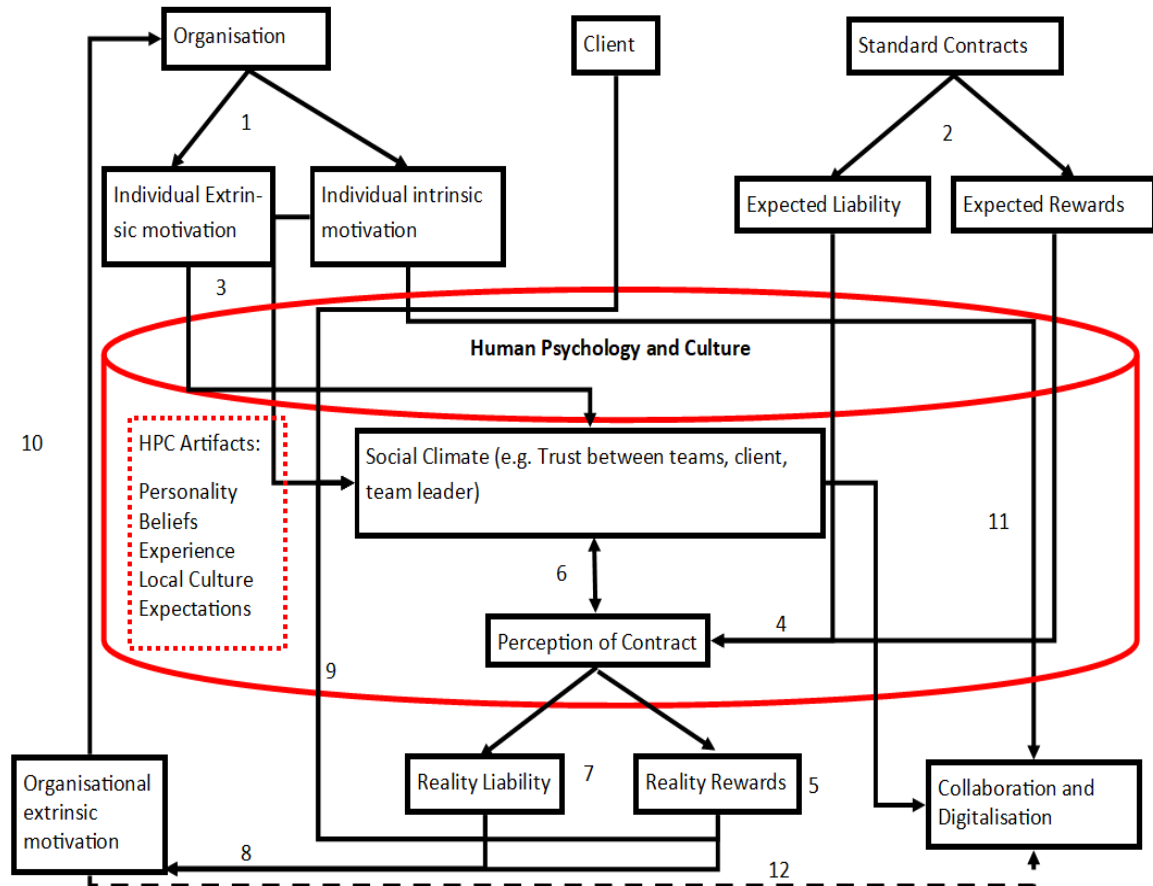 Organisation
Client
Standard Contracts
1
2
Individual Extrin-
sic motivation
Individual intrinsic
motivation
Expected Liability
Expected Rewards
3
Human Psychology and Culture
10
HPC Artifacts:
Personality
Beliefs
Experience
Local Culture
Expectations
Social Climate (e.g. Trust between teams, client,
team leader)
11
6
4
Perception of Contract
9
Organisational
extrinsic
motivation
Reality Liability
7
Reality Rewards
5
Collaboration and
Digitalisation
8
12